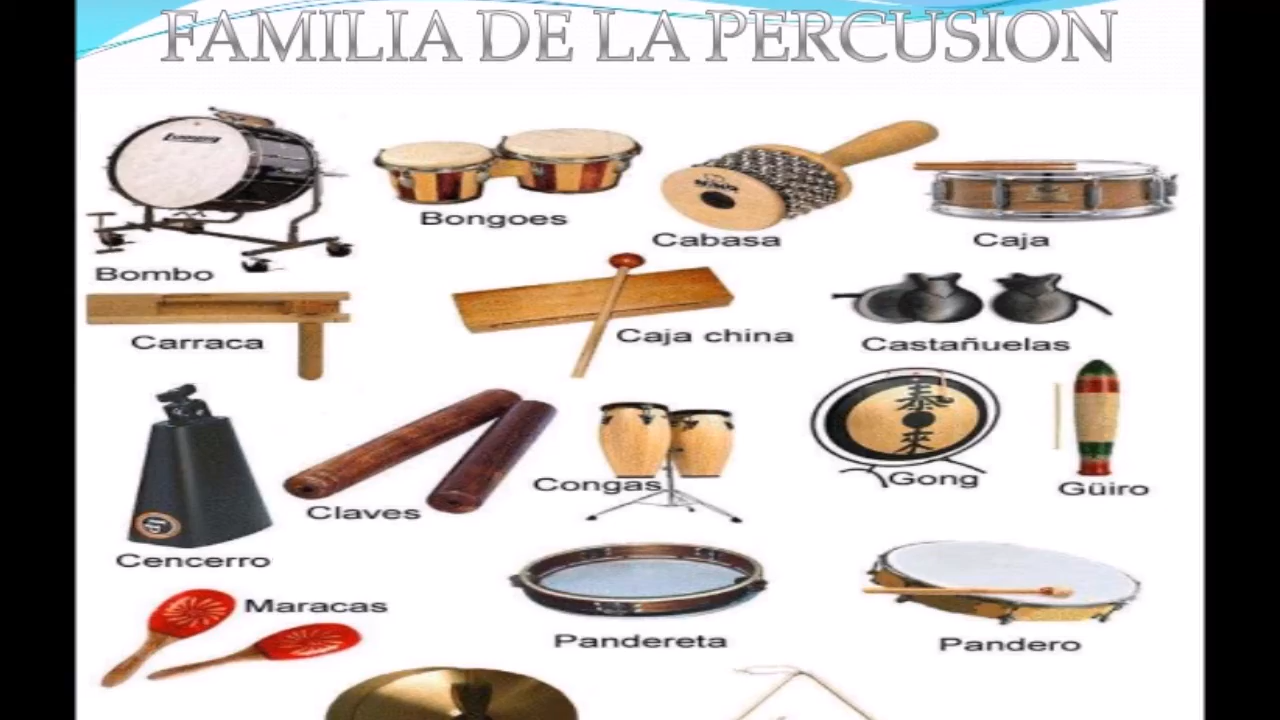 FAMILIA DE LA PERCUSION
Bongoes
Cabasa
Caja
Bombo
Carraca
Caja china
Castañuelas
Congas
Gong
Güiro
Claves
Cencerro
Maracas
Pandereta
Pandero